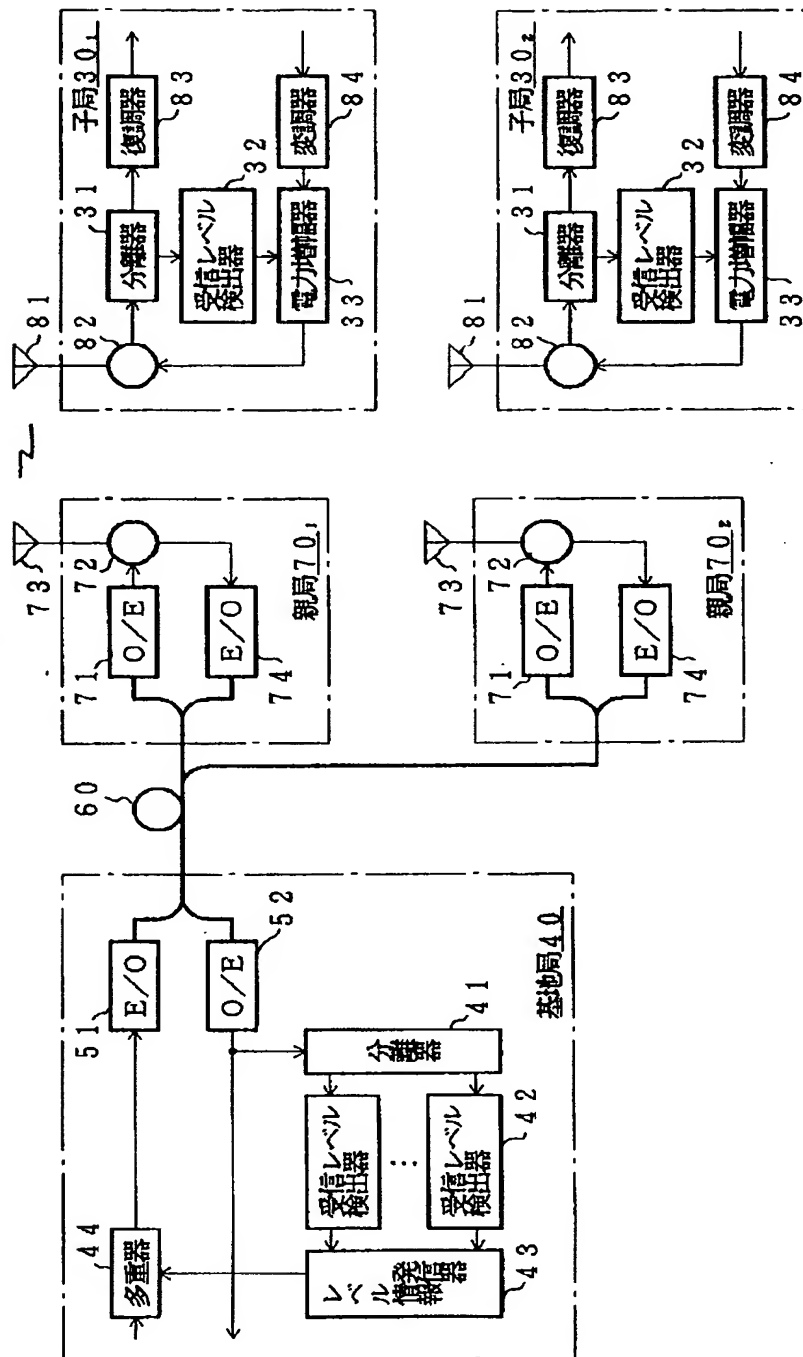 81
子局30₁
82
31
分離器
復調器
83
受信レベル
検出器
32
電力増幅器
33
変調器
84
81
子局30₂
82
31
分離器
復調器
83
受信レベル
検出器
32
電力増幅器
33
変調器
84
73
72
71
O/E
E/O
74
親局70₁
73
72
71
O/E
E/O
74
親局70₂
60
51
E/O
O/E
52
44
多重器
分離器
41
受信レベル
検出器
受信レベル
検出器
42
レベル
情報
発信器
43
基地局40